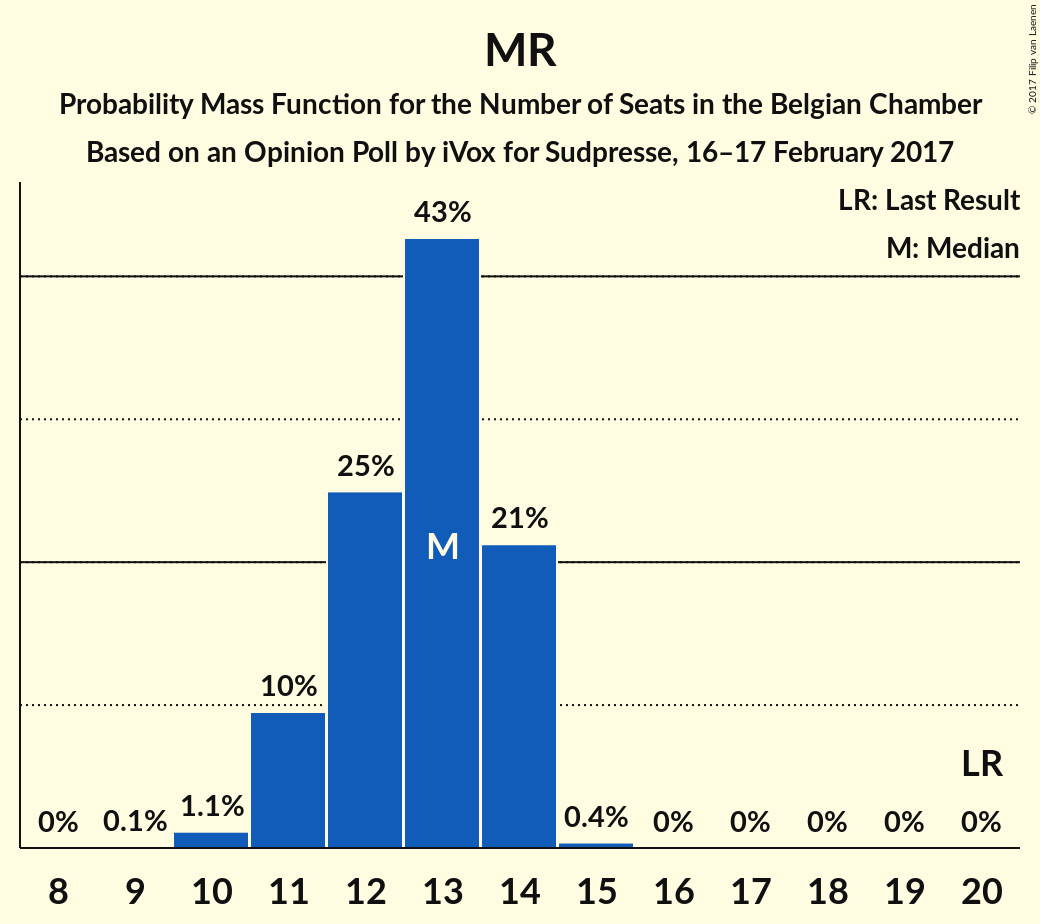 MR
Probability Mass Function for the Number of Seats in the Belgian Chamber
Based on an Opinion Poll by iVox for Sudpresse, 16–17 February 2017
© 2017 Filip van Laenen
LR: Last Result
M: Median
43%
25%
21%
M
10%
LR
0%
0.1%
1.1%
0.4%
0%
0%
0%
0%
0%
8 9 10 11 12 13 14 15 16 17 18 19 20